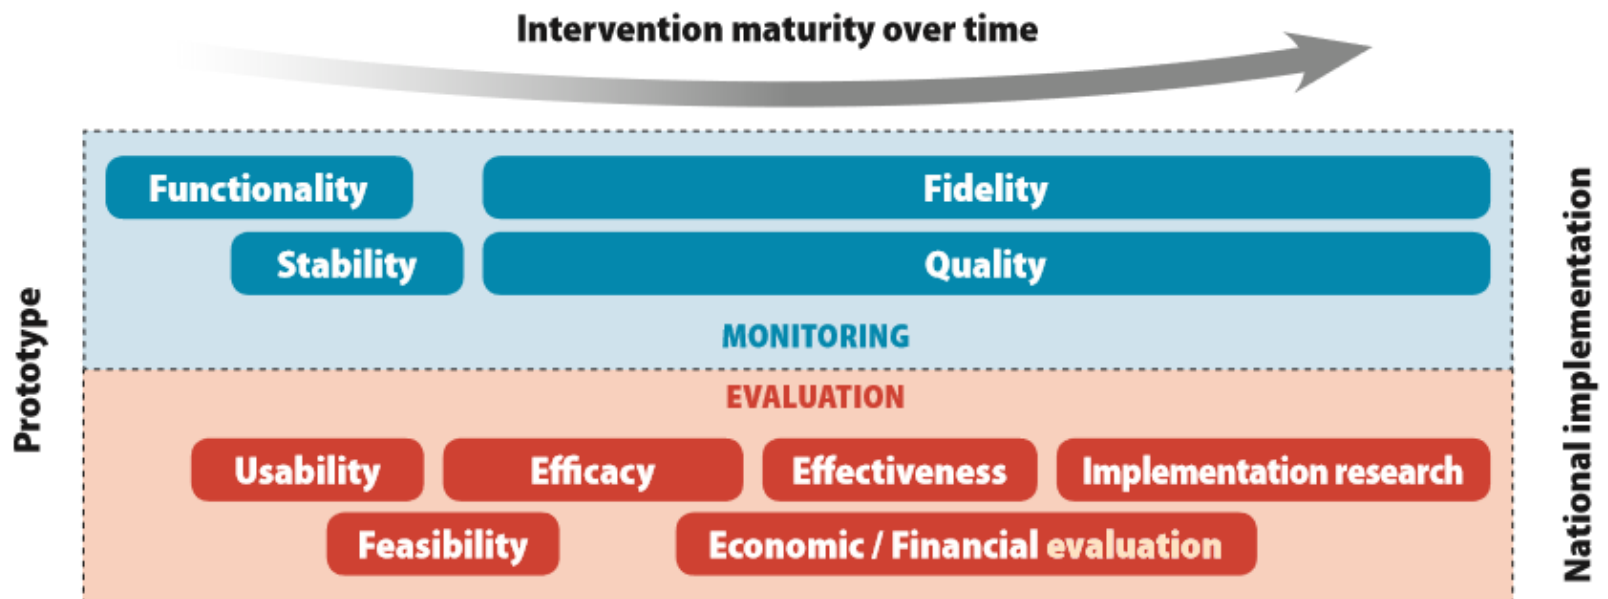 Intervention maturity over time
Prototype
Functionality
Fidelity
Stability
Quality
MONITORING
EVALUATION
Usability
Efficacy
Effectiveness
Implementation research
Feasibility
Economic / Financial evaluation
National implementation